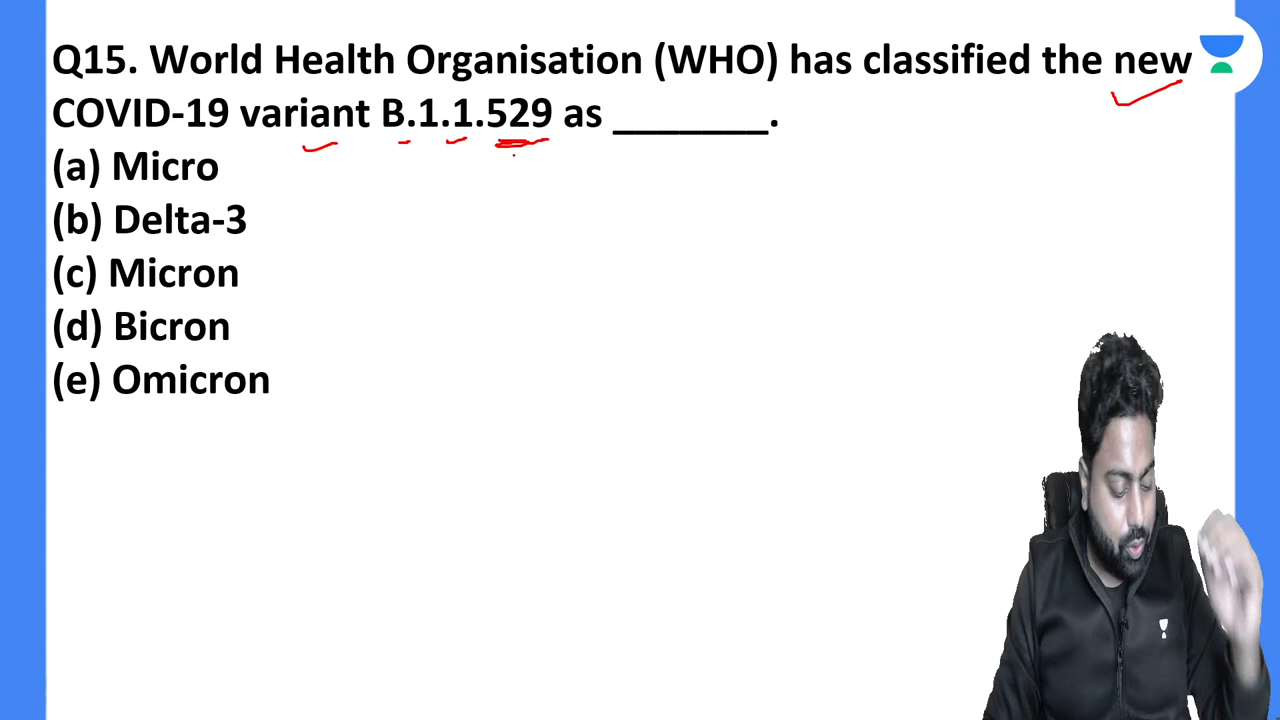 Q15. World Health Organisation (WHO) has classified the new
COVID-19 variant B.1.1.529 as _______.
(a) Micro
(b) Delta-3
(c) Micron
(d) Bicron
(e) Omicron